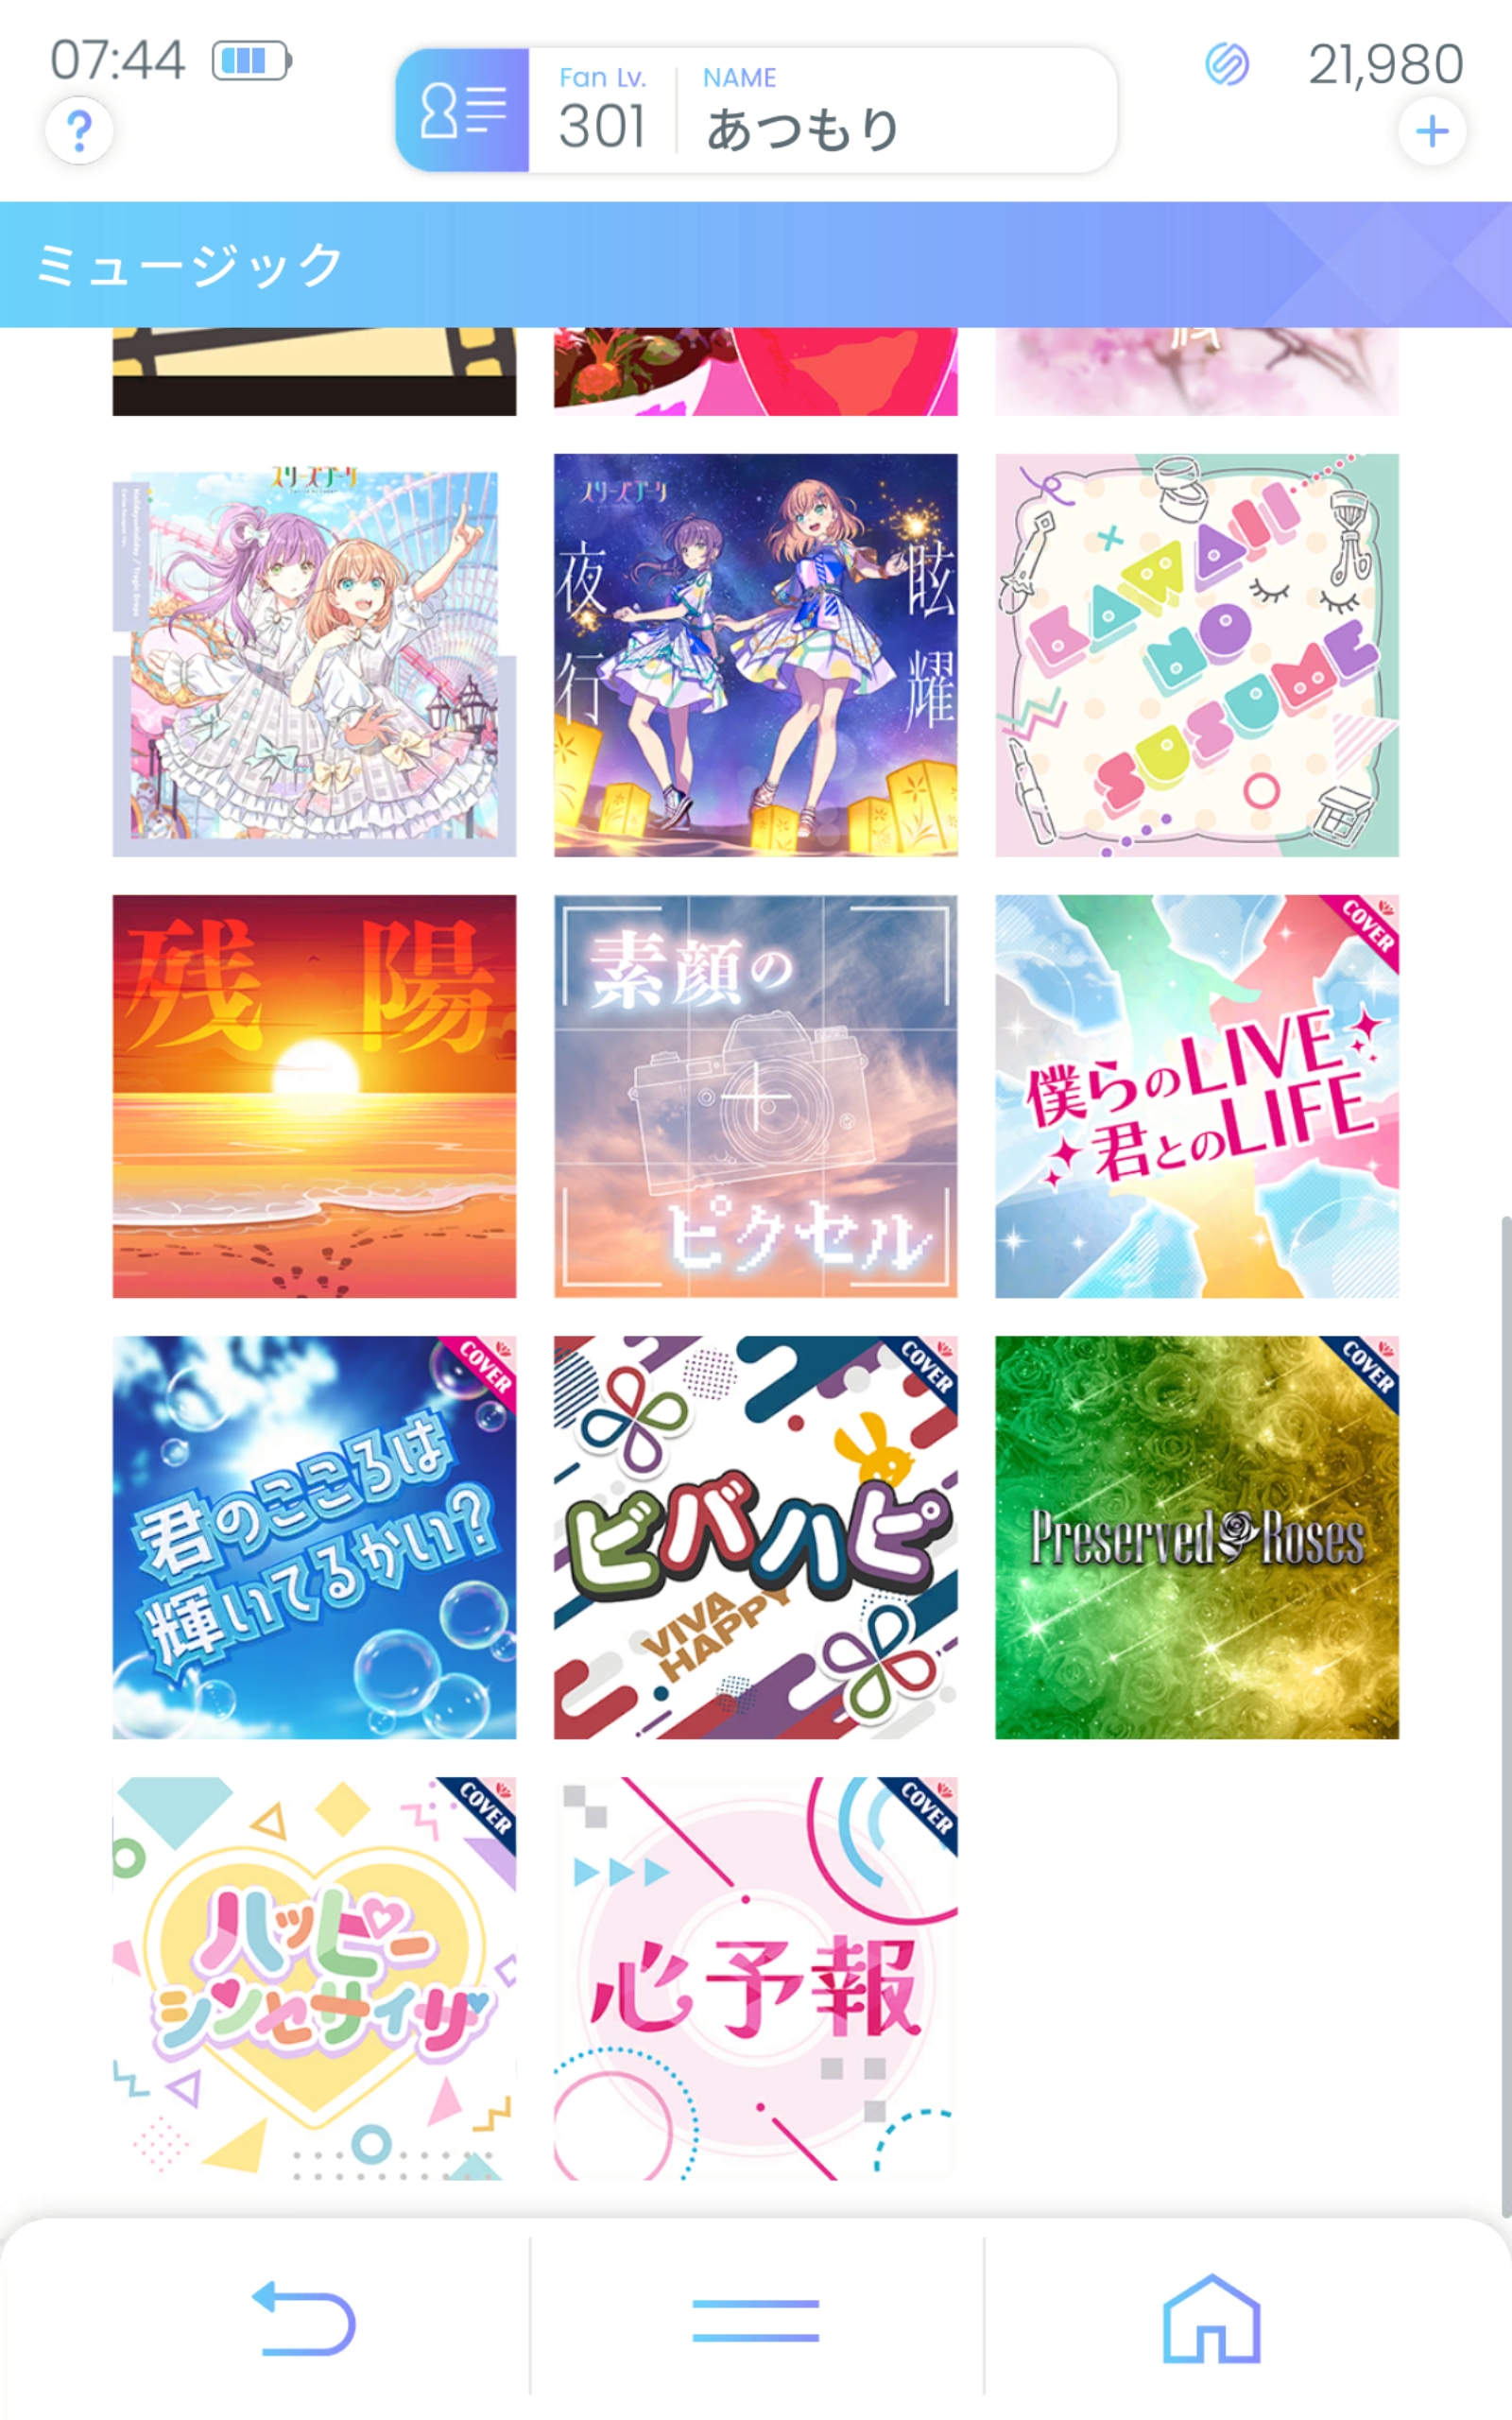 07:44
Fan Lv.
301
NAME
あつもり
21,980
?
ミュージック
スリーズブーケ
Holiday∞Holiday / Tragic Drops
スリーズブーケ
眩耀
夜行
KAWAII
NO
SUSUME
残陽
素顔の
ピクセル
COVER
僕らのLIVE
君とのLIFE
COVER
君のこころは
輝いてるかい?
COVER
ビバハピ
VIVA
HAPPY
COVER
Preserved Roses
COVER
ハッピー
シンセサイザ
COVER
心予報